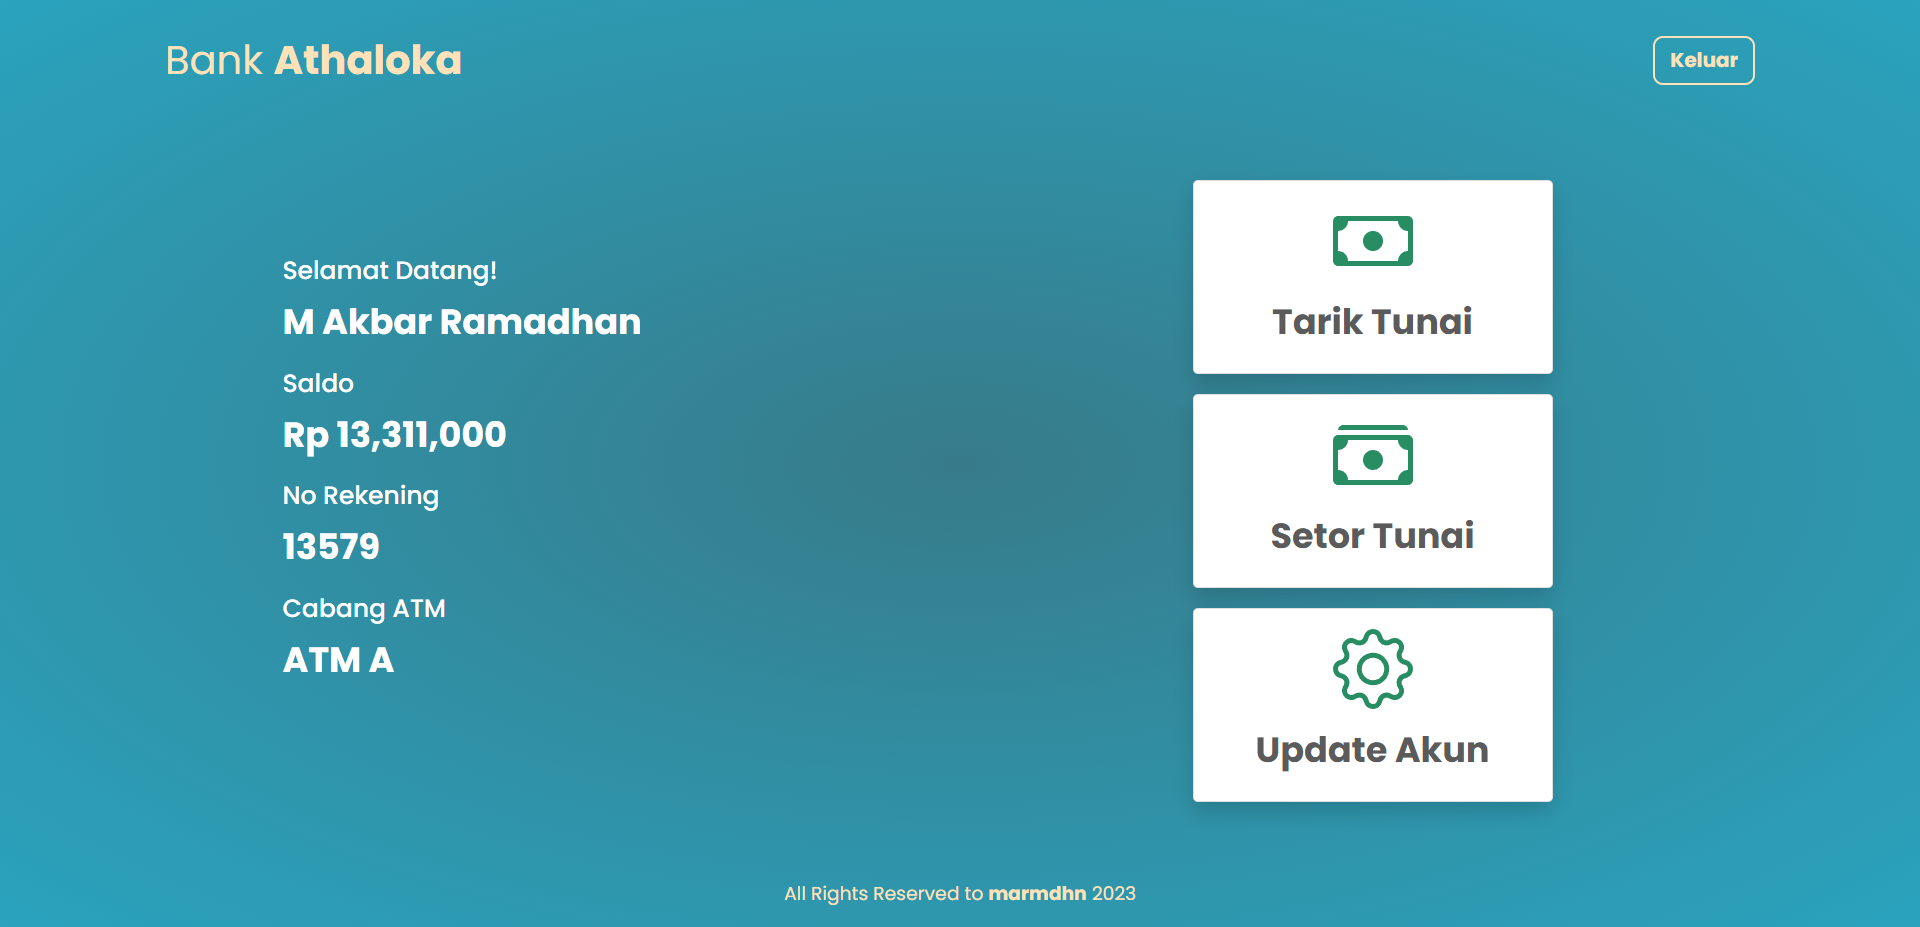 Bank Athaloka
Keluar
Selamat Datang!
M Akbar Ramadhan
Saldo
Rp 13,311,000
No Rekening
13579
Cabang ATM
ATM A
Tarik Tunai
Setor Tunai
Update Akun
All Rights Reserved to marmdhn 2023